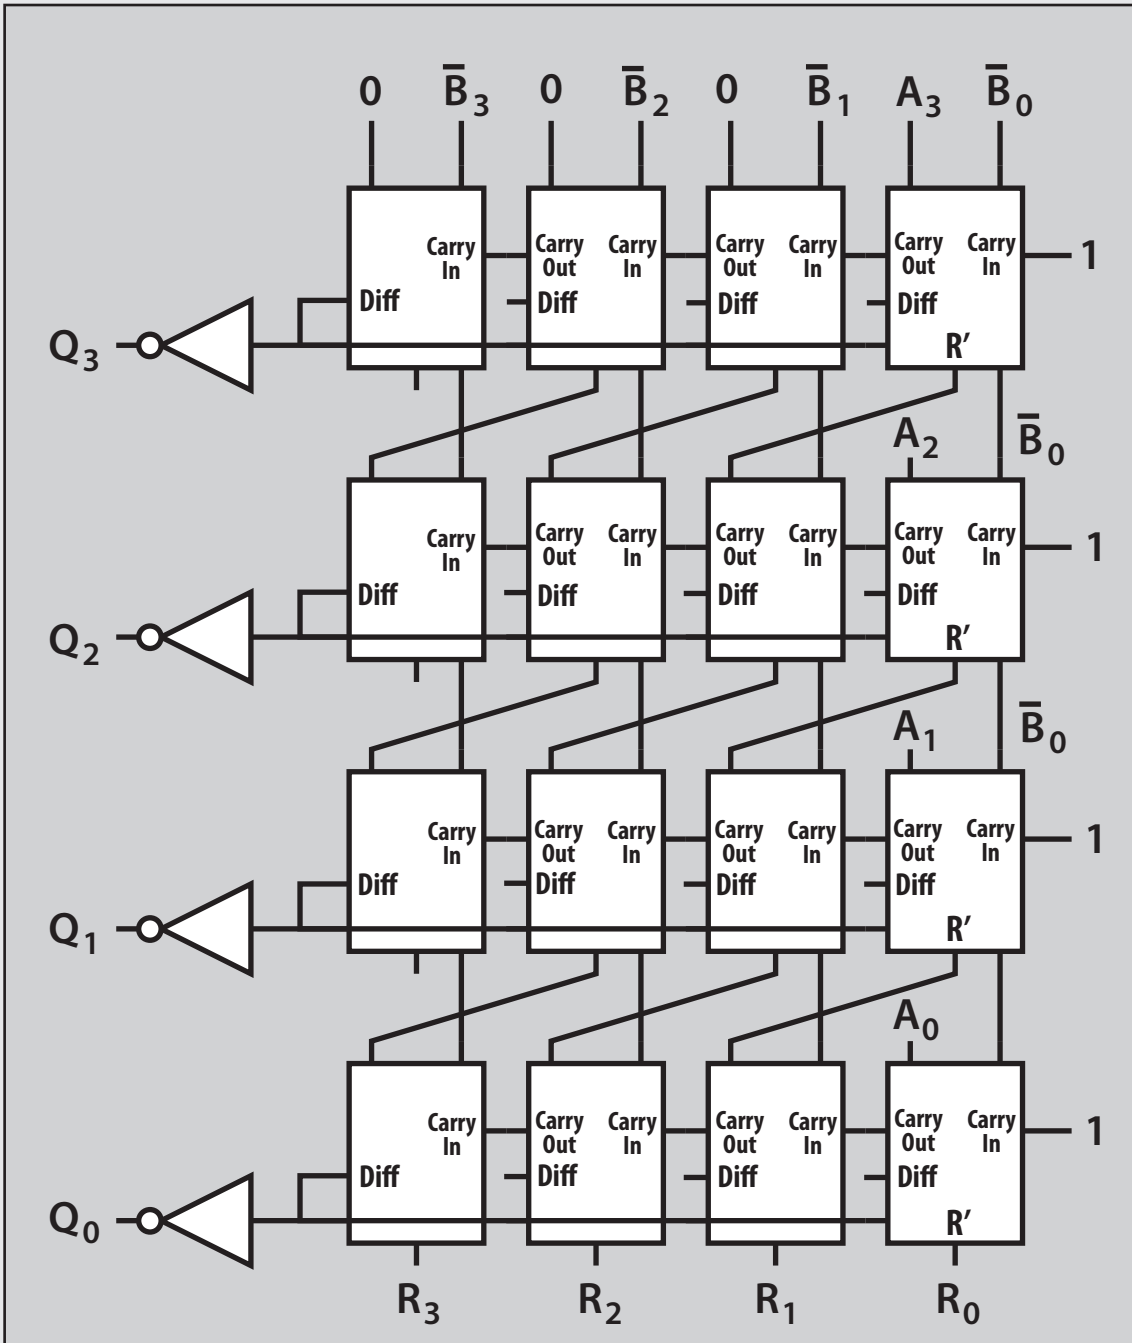 0 B̅3 0 B̅2 0 B̅1 A3 B̅0
Carry In Carry Out Carry In Carry Out Carry In Carry Out Carry In 1
Diff Diff Diff Diff
Q3 R′
A2 B̅0
Carry In Carry Out Carry In Carry Out Carry In Carry Out Carry In 1
Diff Diff Diff Diff
Q2 R′
A1 B̅0
Carry In Carry Out Carry In Carry Out Carry In Carry Out Carry In 1
Diff Diff Diff Diff
Q1 R′
A0
Carry In Carry Out Carry In Carry Out Carry In Carry Out Carry In 1
Diff Diff Diff Diff
Q0 R′
R3 R2 R1 R0